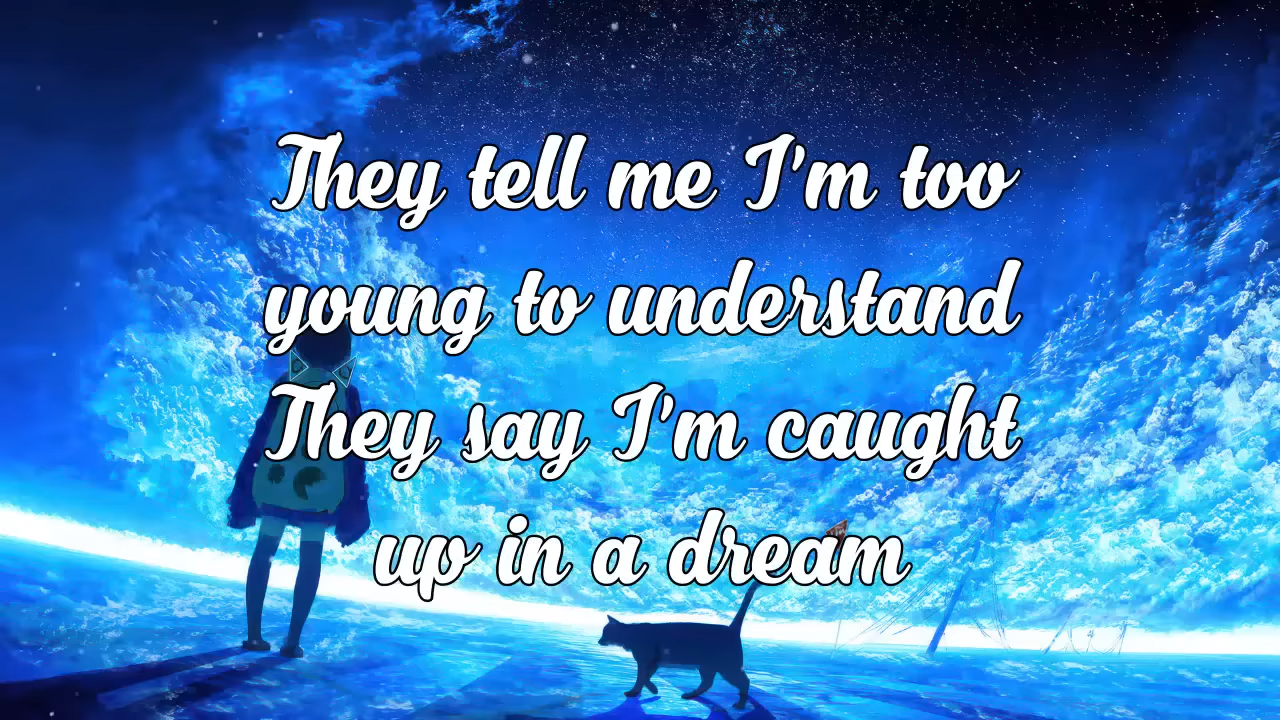 They tell me I'm too
young to understand
They say I'm caught
up in a dream